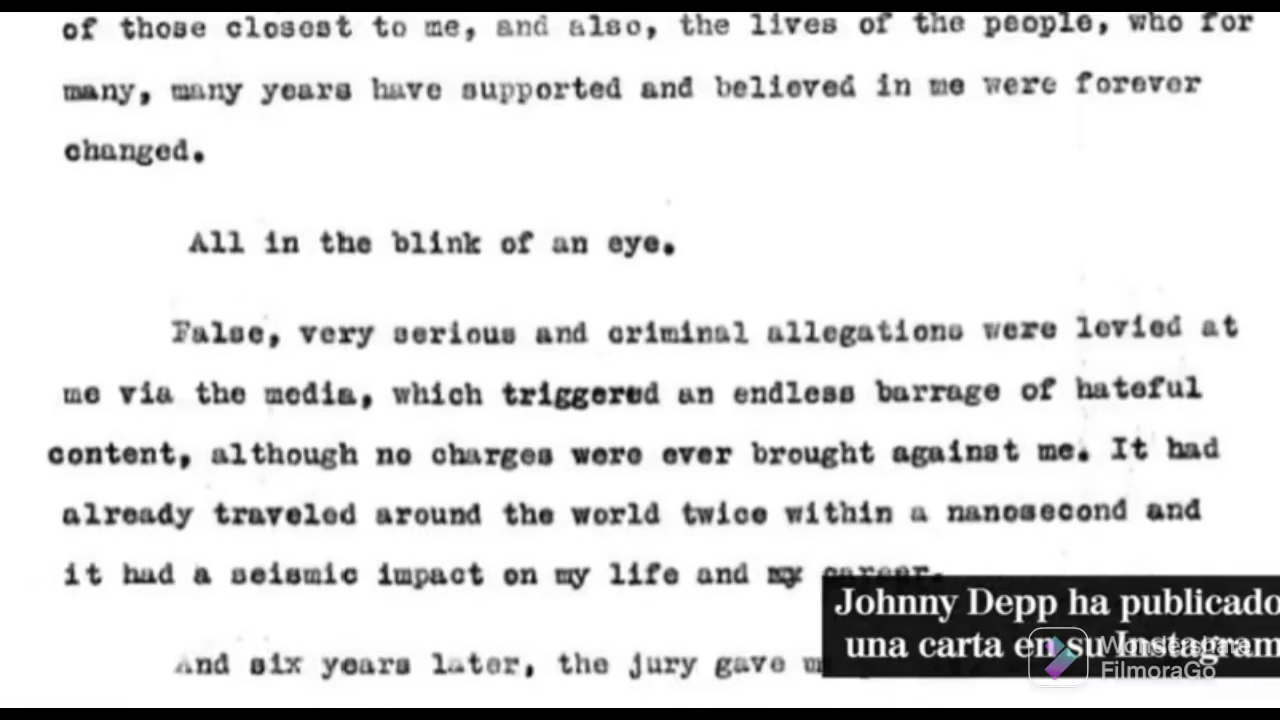 of those closest to me, and also, the lives of the people, who for
many, many years have supported and believed in me were forever
changed.
All in the blink of an eye.
False, very serious and criminal allegations were levied at
me via the media, which triggered an endless barrage of hateful
content, although no charges were ever brought against me. It had
already traveled around the world twice within a nanosecond and
it had a seismic impact on my life and my career.
And six years later, the jury gave
Johnny Depp ha publicado
una carta en su Instagram
Wondershare
FilmoraGo